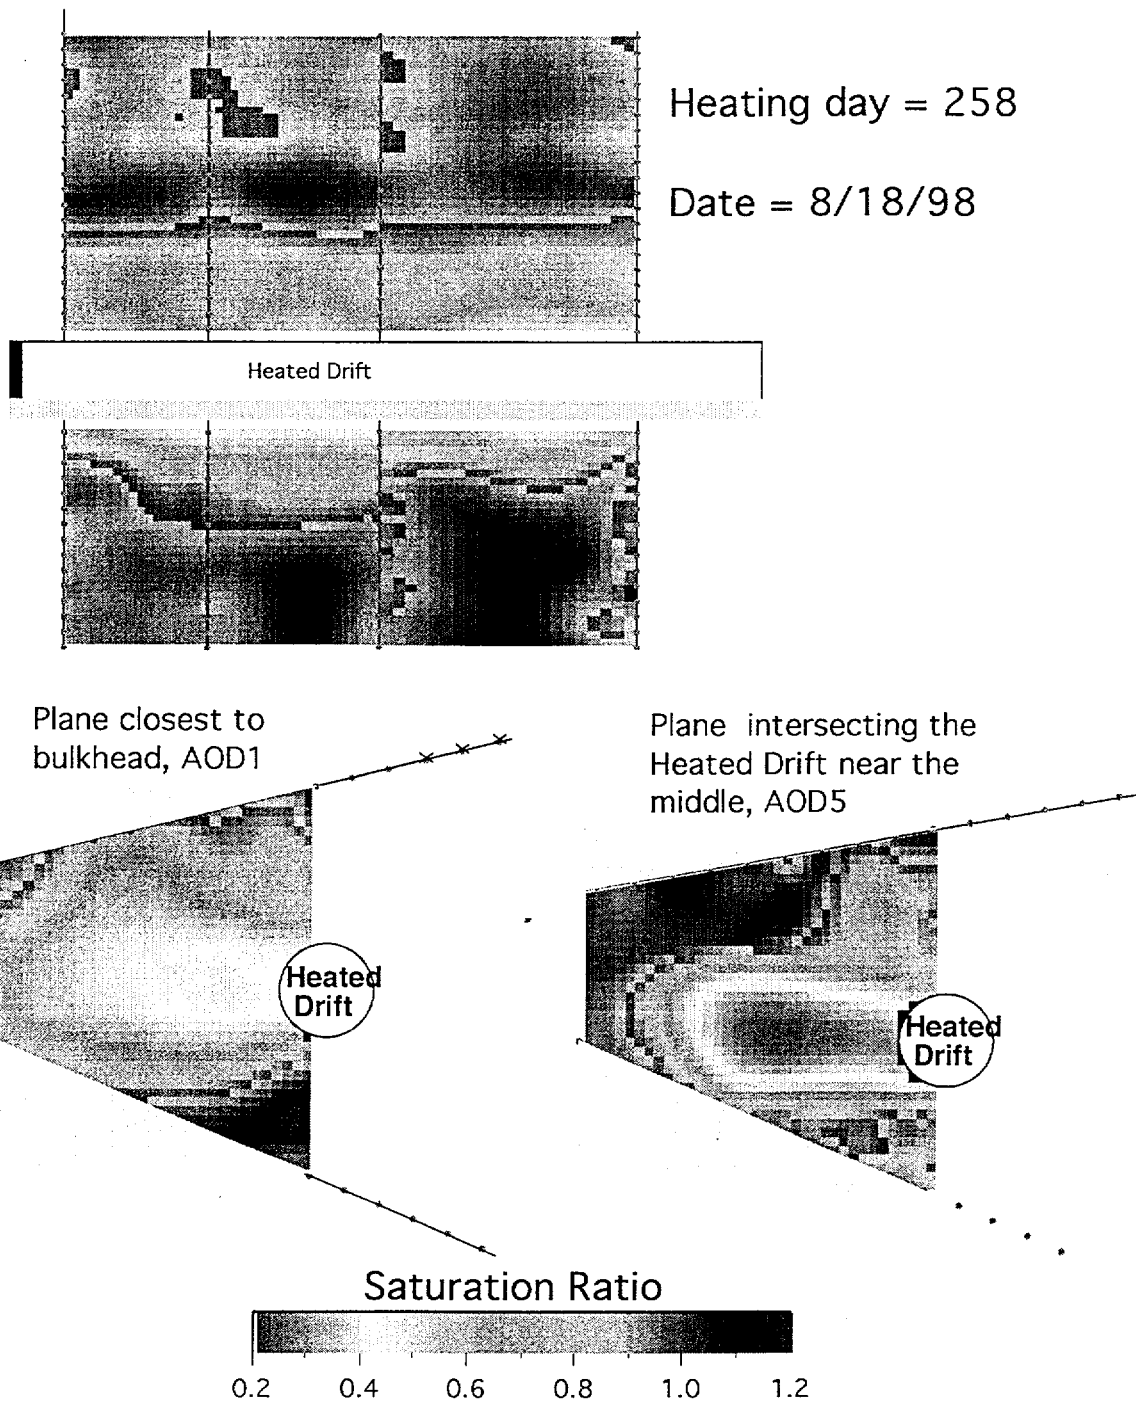 Heating day = 258
Date = 8/18/98
Heated Drift
Plane closest to
bulkhead, AOD1
Plane intersecting the
Heated Drift near the
middle, AOD5
Heated
Drift
Heated
Drift
Saturation Ratio
0.2 0.4 0.6 0.8 1.0 1.2